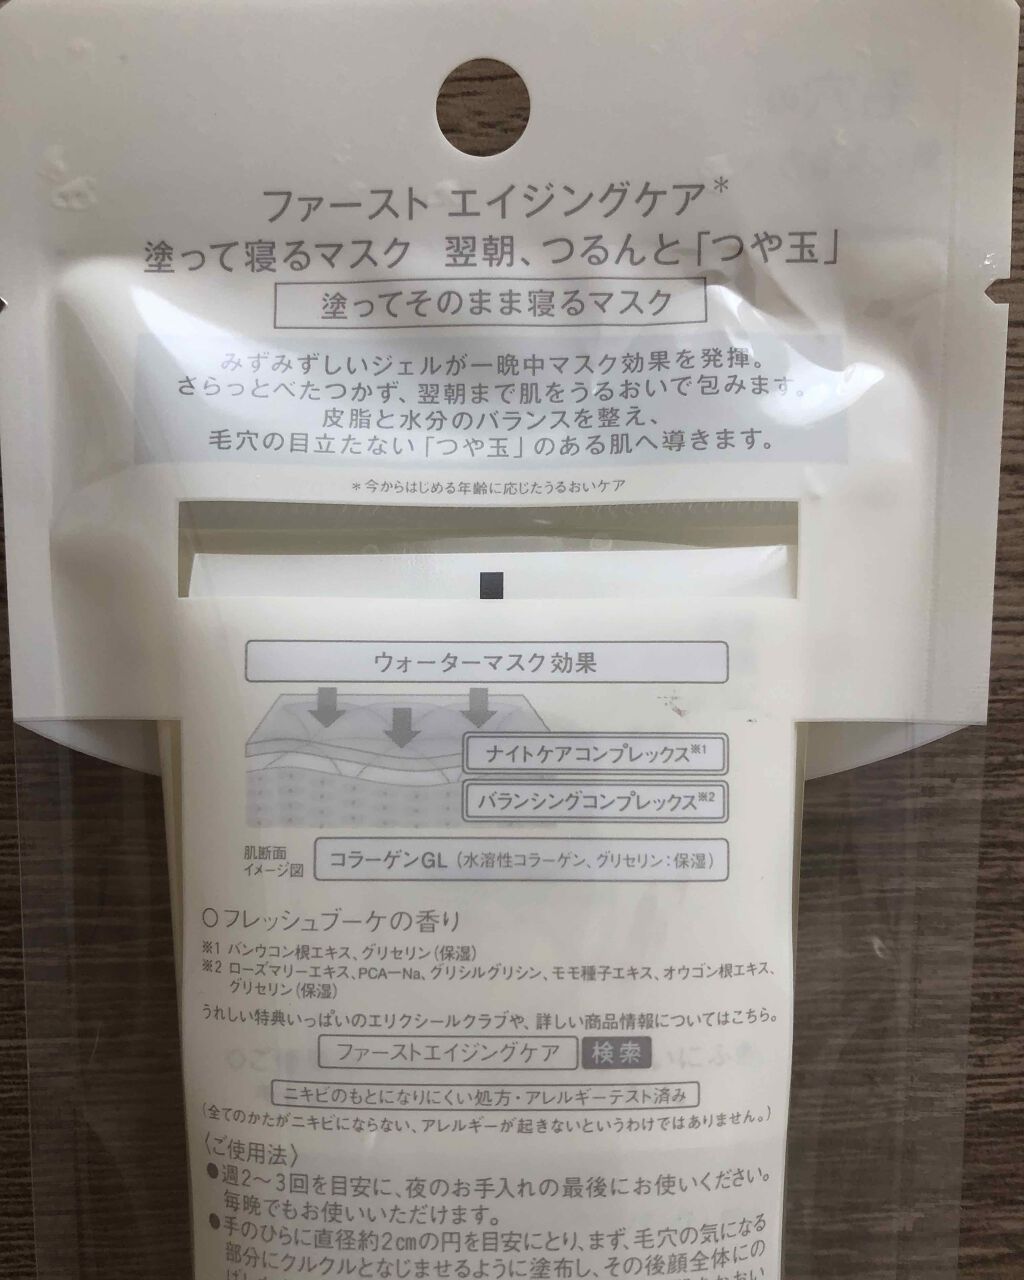 ファースト エイジングケア*
塗って寝るマスク 翌朝、つるんと「つや玉」
塗ってそのまま寝るマスク
みずみずしいジェルが一晩中マスク効果を発揮。
さらっとべたつかず、翌朝まで肌をうるおいで包みます。
皮脂と水分のバランスを整え、
毛穴の目立たない「つや玉」のある肌へ導きます。
*今からはじめる年齢に応じたうるおいケア
ウォーターマスク効果
ナイトケアコンプレックス※1
バランシングコンプレックス※2
肌断面
イメージ図
コラーゲンGL(水溶性コラーゲン、グリセリン:保湿)
○フレッシュブーケの香り
※1 バンウコン根エキス、グリセリン(保湿)
※2 ローズマリーエキス、PCA-Na、グリシルグリシン、モモ種子エキス、オウゴン根エキス、
グリセリン(保湿)
うれしい特典いっぱいのエリクシールクラブや、詳しい商品情報についてはこちら。
ファーストエイジングケア 検索
ニキビのもとになりにくい処方・アレルギーテスト済み
(全てのかたがニキビにならない、アレルギーが起きないというわけではありません。)
〈ご使用法〉
●週2〜3回を目安に、夜のお手入れの最後にお使いください。
毎晩でもお使いいただけます。
●手のひらに直径約2cmの円を目安にとり、まず、毛穴の気になる
部分にクルクルとなじませるように塗布し、その後顔全体にの